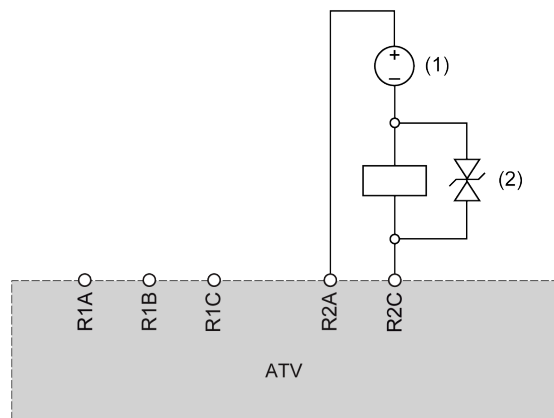 +
(1)
−
(2)
R1A
R1B
R1C
R2A
R2C
ATV